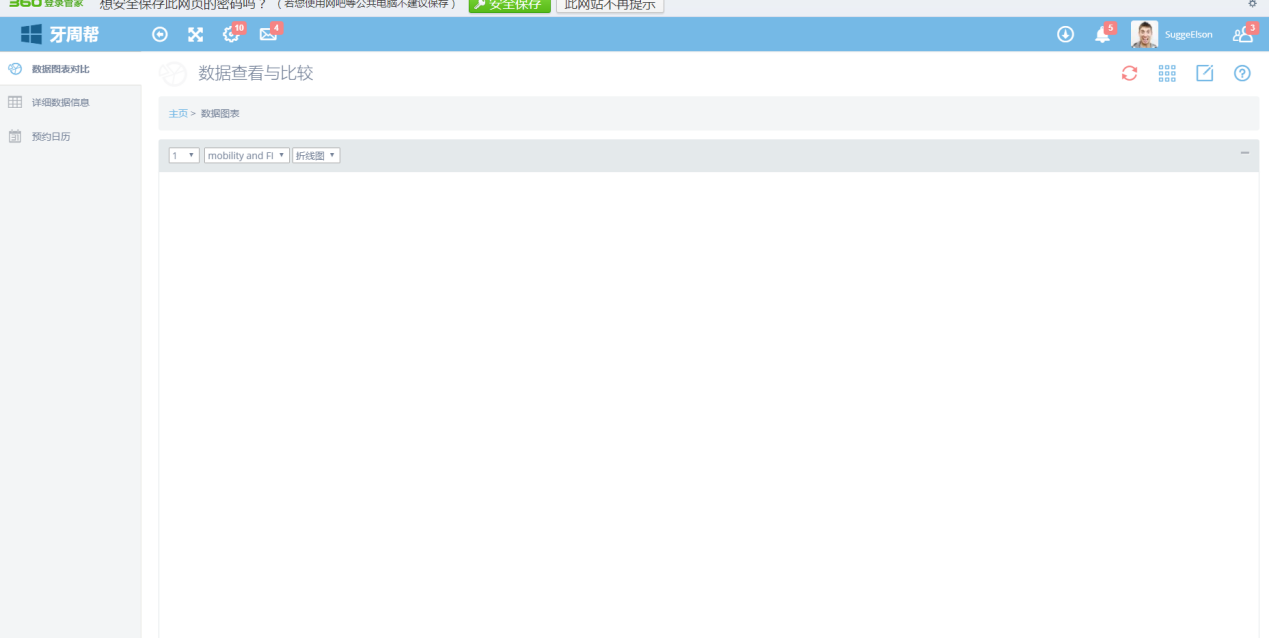 360登录管家 想安全保存此网页的密码吗？（若您使用网吧等公共电脑不建议保存） 安全保存 此网站不再提示
牙周帮 10 4 5 SuggeElson 3
数据图表对比
数据查看与比较
详细数据信息
主页 > 数据图表
预约日历
1 mobility and FI 折线图